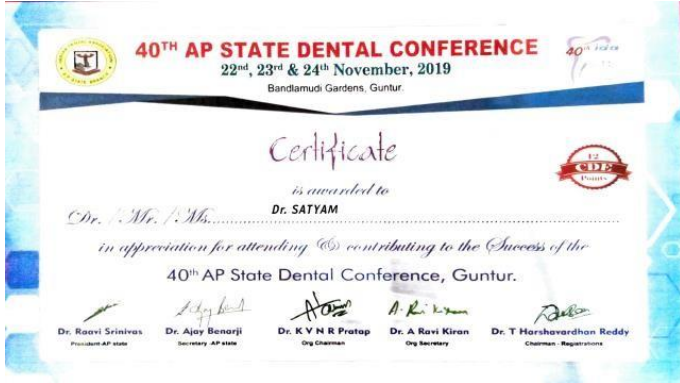 40TH AP STATE DENTAL CONFERENCE
22nd, 23rd & 24th November, 2019
Bandlamudi Gardens, Guntur.
Certificate
12
CDE
Points
is awarded to
Dr. / Mr. / Ms. Dr. SATYAM
in appreciation for attending & contributing to the Success of the
40th AP State Dental Conference, Guntur.
A. Ravi Kiran
Dr. Raavi Srinivas Dr. Ajay Benarji Dr. K V N R Pratap Dr. A Ravi Kiran Dr. T Harshavardhan Reddy
President-AP state Secretary -AP state Org Chairman Org Secretary Chairman - Registrations